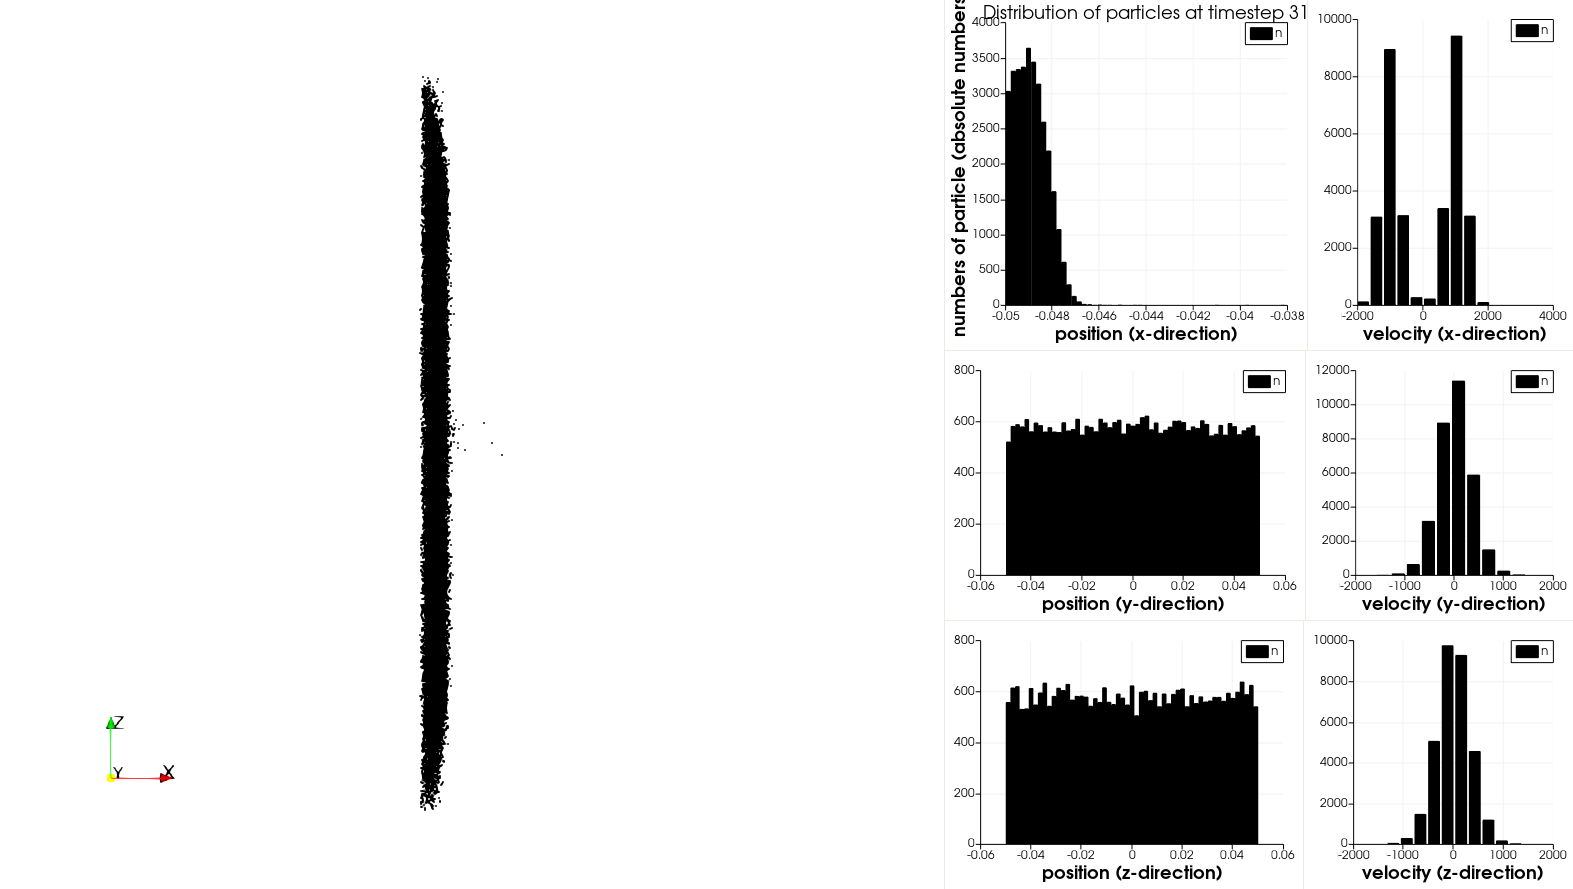 Distribution of particles at timestep 31
numbers of particle (absolute numbers
4000
3500
3000
2500
2000
1500
1000
500
0
-0.05 -0.048 -0.046 -0.044 -0.042 -0.04 -0.038
position (x-direction)
n
10000
8000
6000
4000
2000
0
-2000 0 2000 4000
velocity (x-direction)
n
800
600
400
200
0
-0.06 -0.04 -0.02 0 0.02 0.04 0.06
position (y-direction)
n
12000
10000
8000
6000
4000
2000
0
-2000 -1000 0 1000 2000
velocity (y-direction)
n
800
600
400
200
0
-0.06 -0.04 -0.02 0 0.02 0.04 0.06
position (z-direction)
n
10000
8000
6000
4000
2000
0
-2000 -1000 0 1000 2000
velocity (z-direction)
n
Z
Y X